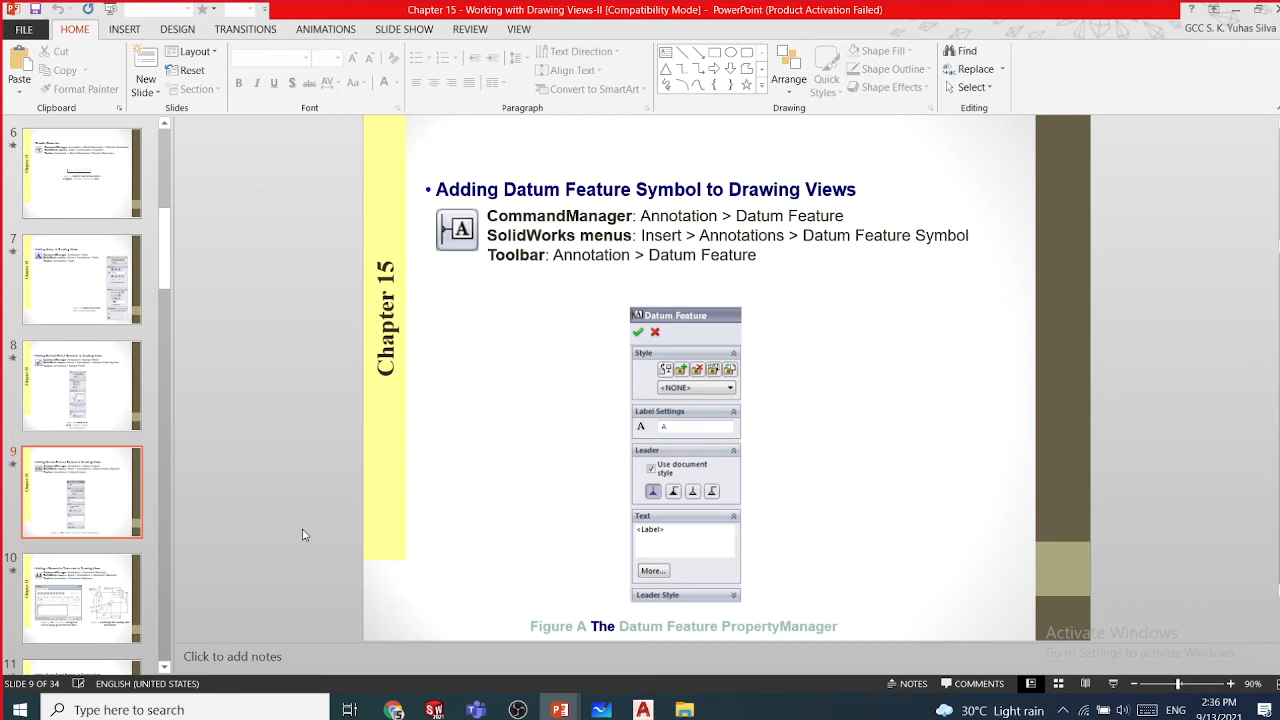 Chapter 15 - Working with Drawing Views-II [Compatibility Mode] - PowerPoint (Product Activation Failed)
FILE HOME INSERT DESIGN TRANSITIONS ANIMATIONS SLIDE SHOW REVIEW VIEW
GCC S. K. Yuhas Silva
Paste
Cut
Copy
Format Painter
Clipboard
New Slide
Layout
Reset
Section
Slides
Font
Text Direction
Align Text
Convert to SmartArt
Paragraph
Arrange
Quick Styles
Shape Fill
Shape Outline
Shape Effects
Drawing
Find
Replace
Select
Editing
6
7
8
9
10
11
Chapter 15
• Adding Datum Feature Symbol to Drawing Views
A
CommandManager: Annotation > Datum Feature
SolidWorks menus: Insert > Annotations > Datum Feature Symbol
Toolbar: Annotation > Datum Feature
Datum Feature
Style
<NONE>
Label Settings
A A
Leader
Use document style
Text
<Label>
More...
Leader Style
Figure A The Datum Feature PropertyManager
Activate Windows
Go to Settings to activate Windows.
Click to add notes
SLIDE 9 OF 34 ENGLISH (UNITED STATES) NOTES COMMENTS 90%
Type here to search
30°C Light rain
ENG
2:36 PM